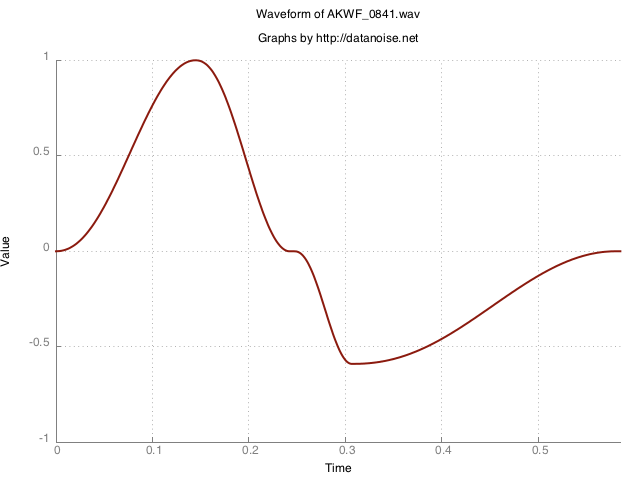 Waveform of AKWF_0841.wav
Graphs by http://datanoise.net
1
0.5
0
-0.5
-1
Value
0 0.1 0.2 0.3 0.4 0.5
Time